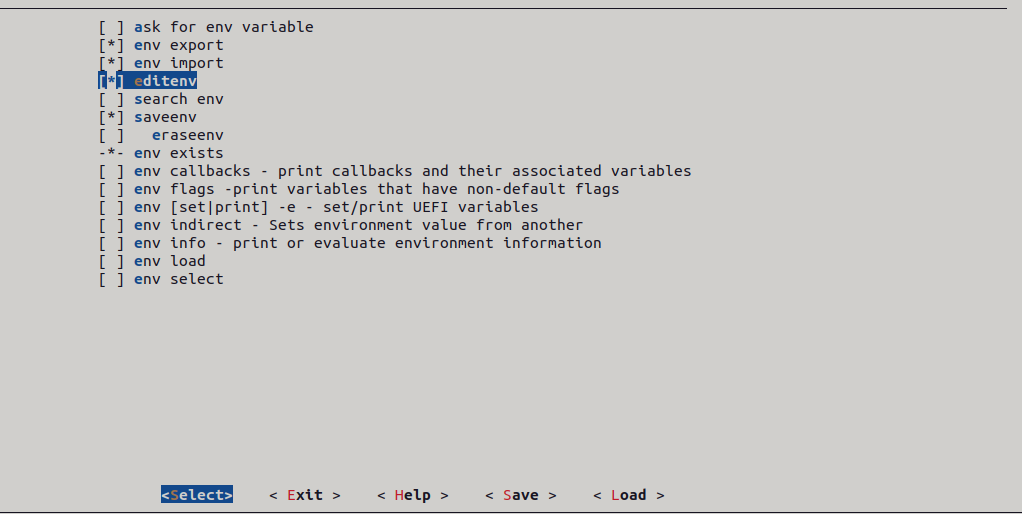 [ ] ask for env variable
[*] env export
[*] env import
[*] editenv
[ ] search env
[*] saveenv
[ ]   eraseenv
-*- env exists
[ ] env callbacks - print callbacks and their associated variables
[ ] env flags -print variables that have non-default flags
[ ] env [set|print] -e - set/print UEFI variables
[ ] env indirect - Sets environment value from another
[ ] env info - print or evaluate environment information
[ ] env load
[ ] env select
<Select>    < Exit >    < Help >    < Save >    < Load >